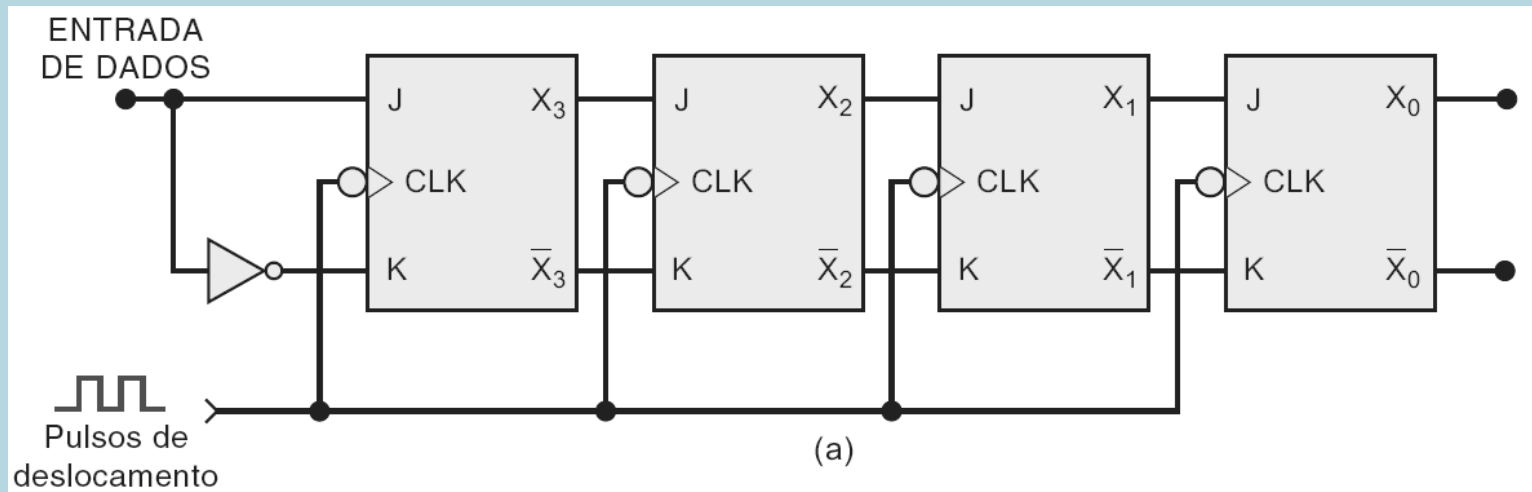 ENTRADA
DE DADOS
J X₃ J X₂ J X₁ J X₀
CLK CLK CLK CLK
K X̅₃ K X̅₂ K X̅₁ K X̅₀
Pulsos de
deslocamento
(a)